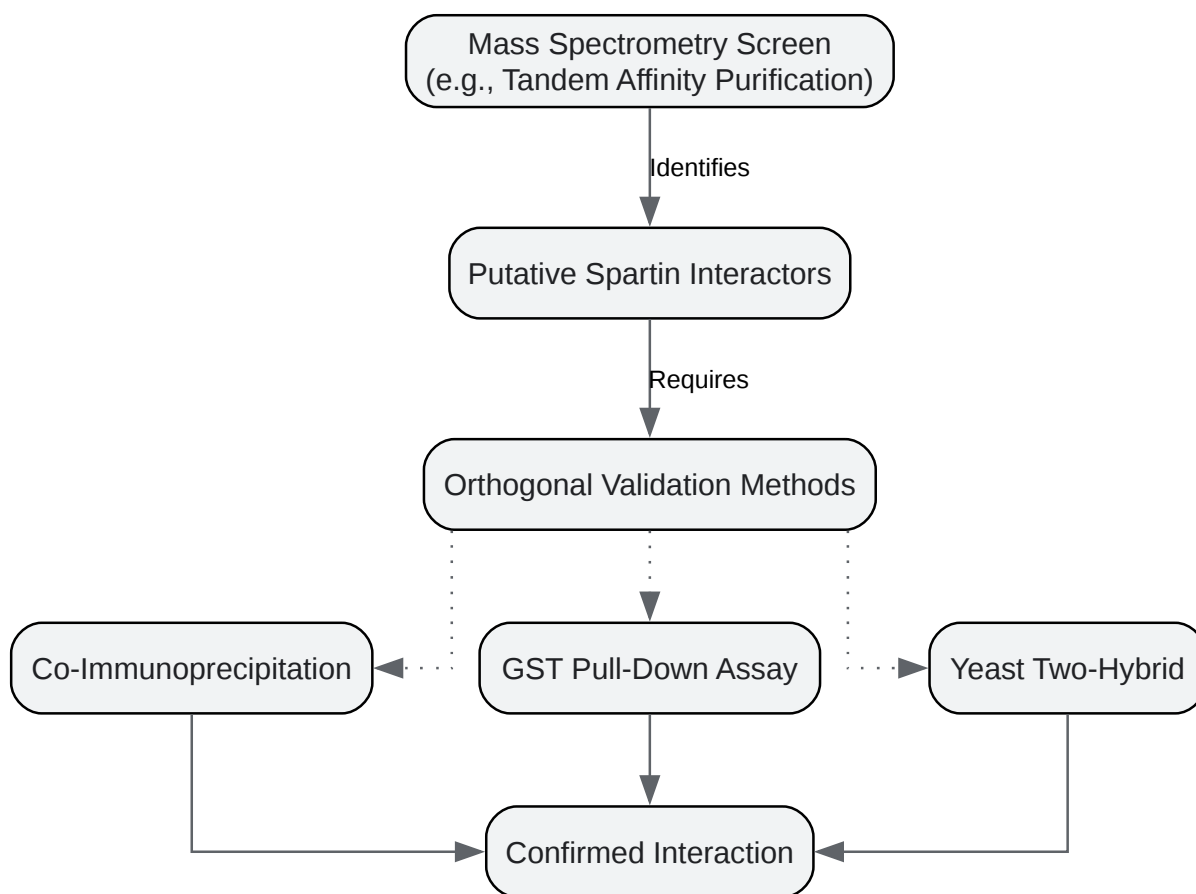 Mass Spectrometry Screen
(e.g., Tandem Affinity Purification)
Identifies
Putative Spartin Interactors
Requires
Orthogonal Validation Methods
Co-Immunoprecipitation
GST Pull-Down Assay
Yeast Two-Hybrid
Confirmed Interaction